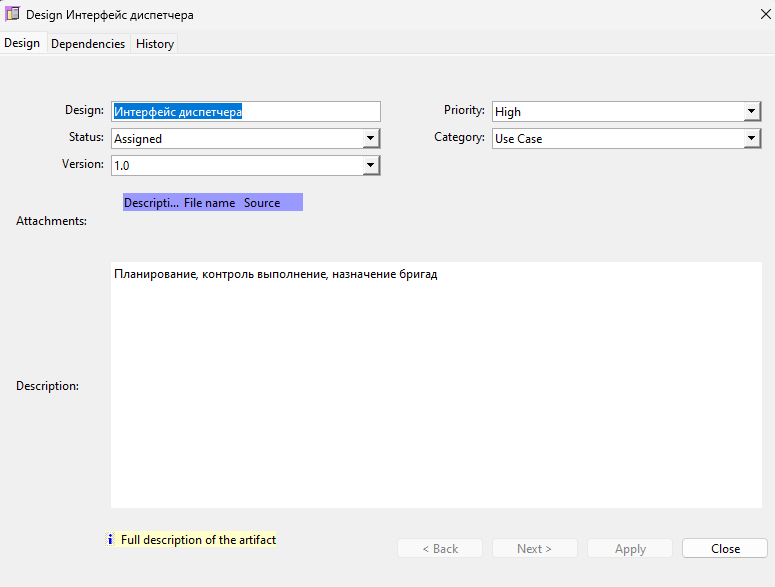 Design Интерфейс диспетчера
Design Dependencies History
Design: Интерфейс диспетчера Priority: High
Status: Assigned Category: Use Case
Version: 1.0
Descripti... File name Source
Attachments:
Планирование, контроль выполнение, назначение бригад
Description:
Full description of the artifact
< Back Next > Apply Close